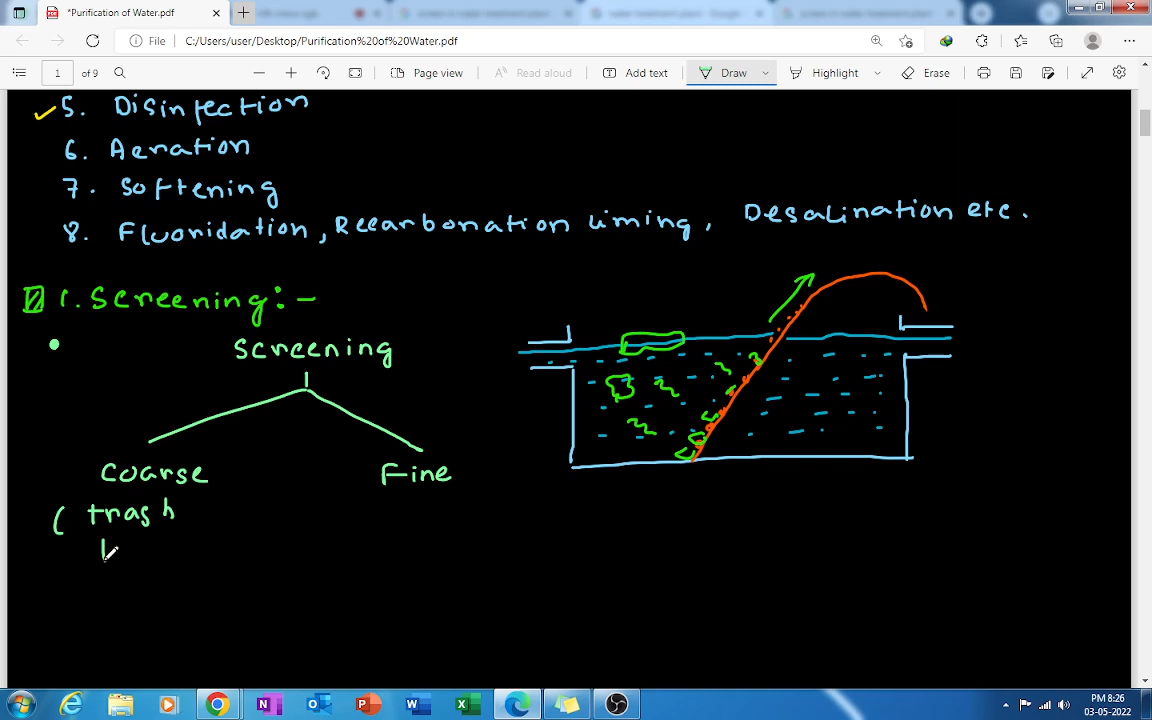 *Purification of Water.pdf
File C:/Users/user/Desktop/Purification%20of%20Water.pdf
1 of 9 Page view Read aloud Add text Draw Highlight Erase
5. Disinfection
6. Aeration
7. Softening
8. Fluoridation, Recarbonation liming, Desalination etc.
1. Screening:-
Screening
Coarse Fine
( trash
PM 8:26
03-05-2022